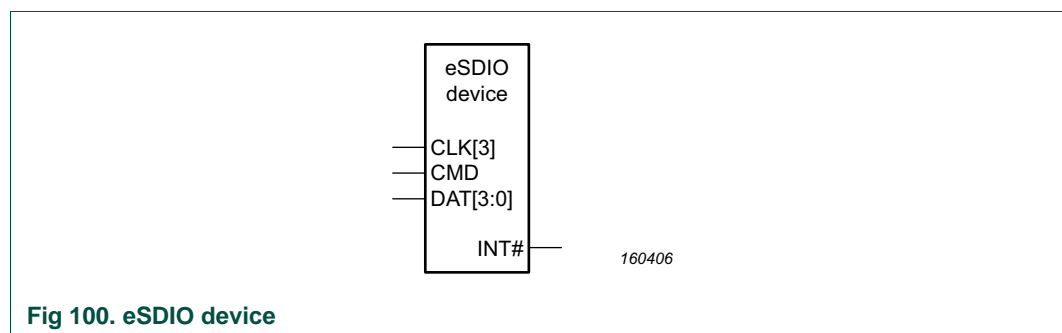 eSDIO
device
CLK[3]
CMD
DAT[3:0]
INT#
160406
Fig 100. eSDIO device